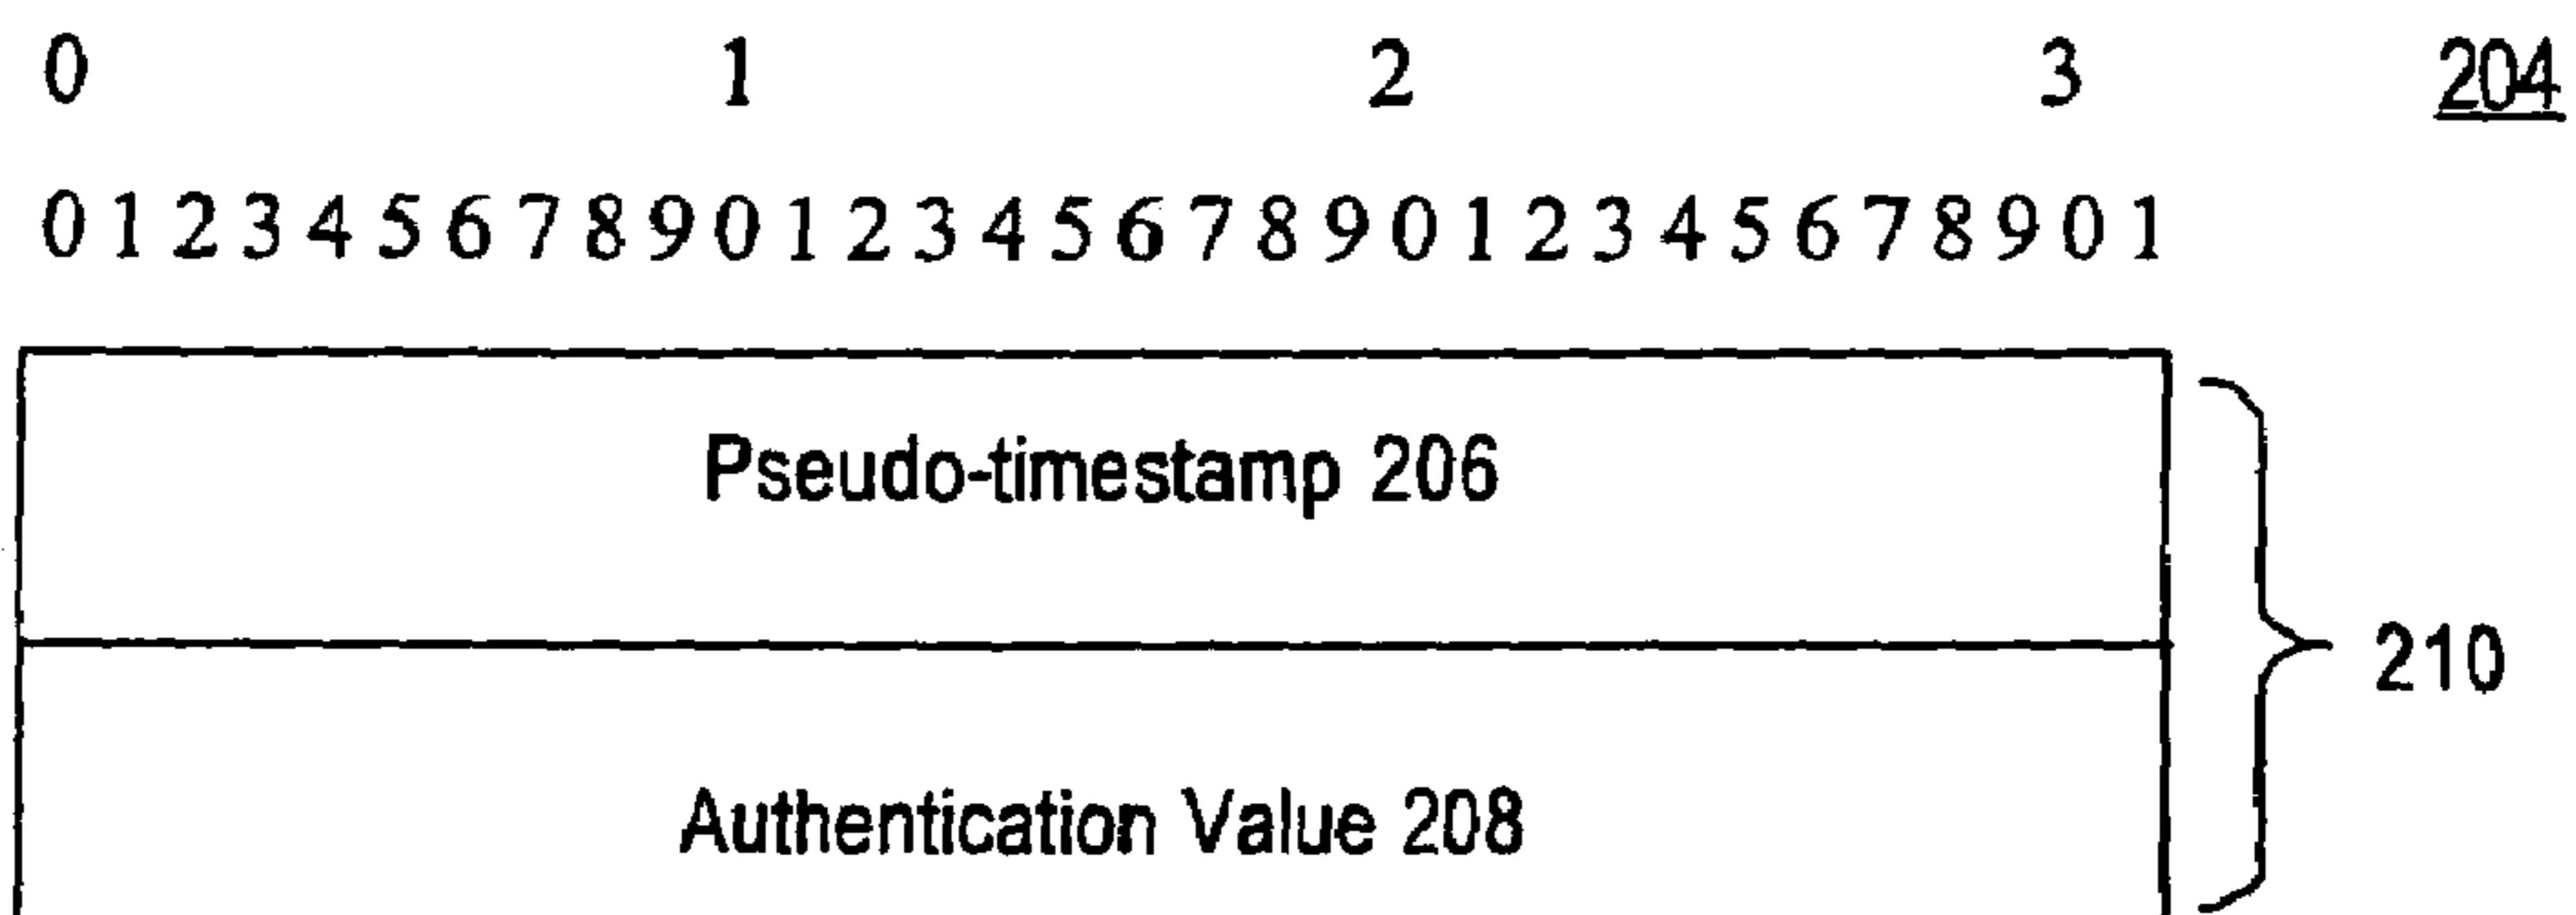 0 1 2 3 204
0 1 2 3 4 5 6 7 8 9 0 1 2 3 4 5 6 7 8 9 0 1 2 3 4 5 6 7 8 9 0 1
Pseudo-timestamp 206
210
Authentication Value 208